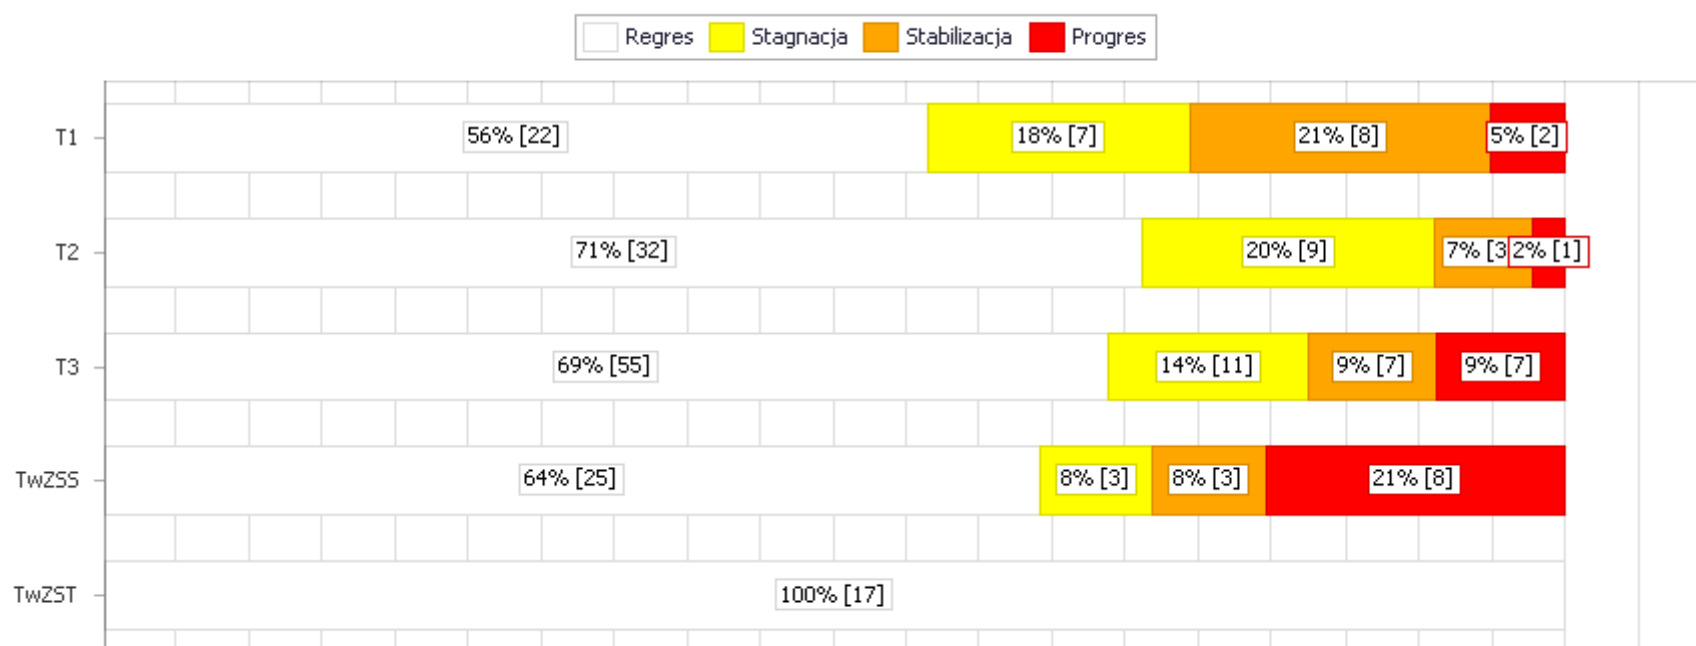 Regres Stagnacja Stabilizacja Progres
T1 56% [22] 18% [7] 21% [8] 5% [2]
T2 71% [32] 20% [9] 7% [3 2% [1]
T3 69% [55] 14% [11] 9% [7] 9% [7]
TwZSS 64% [25] 8% [3] 8% [3] 21% [8]
TwZST 100% [17]